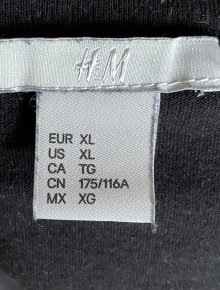 H&M
EUR XL
US XL
CA TG
CN 175/116A
MX XG